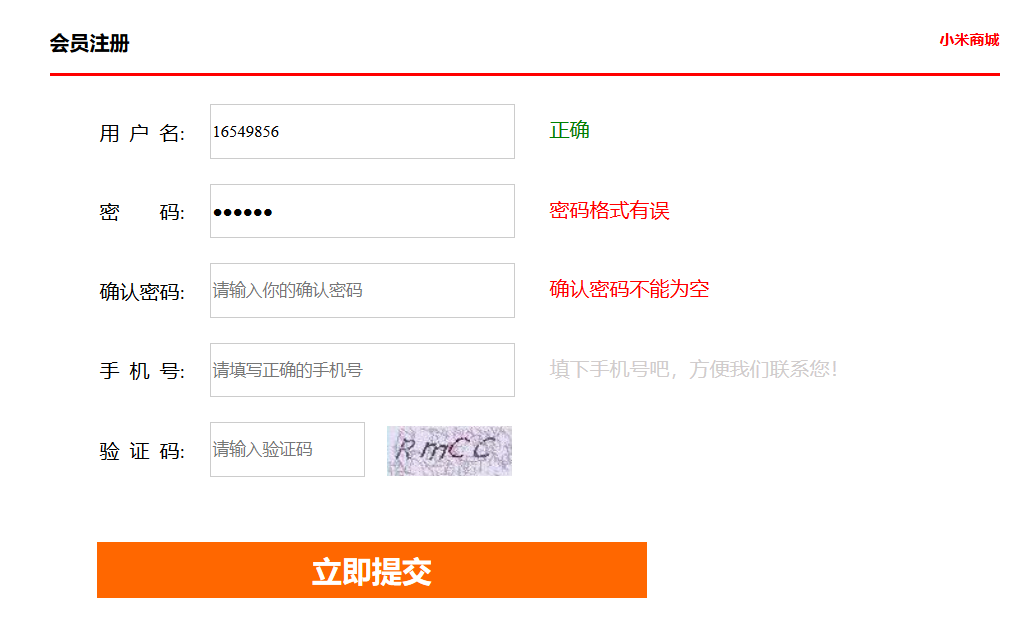 会员注册 小米商城
用 户 名: 16549856 正确
密 码: ●●●●●● 密码格式有误
确认密码: 请输入你的确认密码 确认密码不能为空
手 机 号: 请填写正确的手机号 填下手机号吧，方便我们联系您！
验 证 码: 请输入验证码 RmCC
立即提交